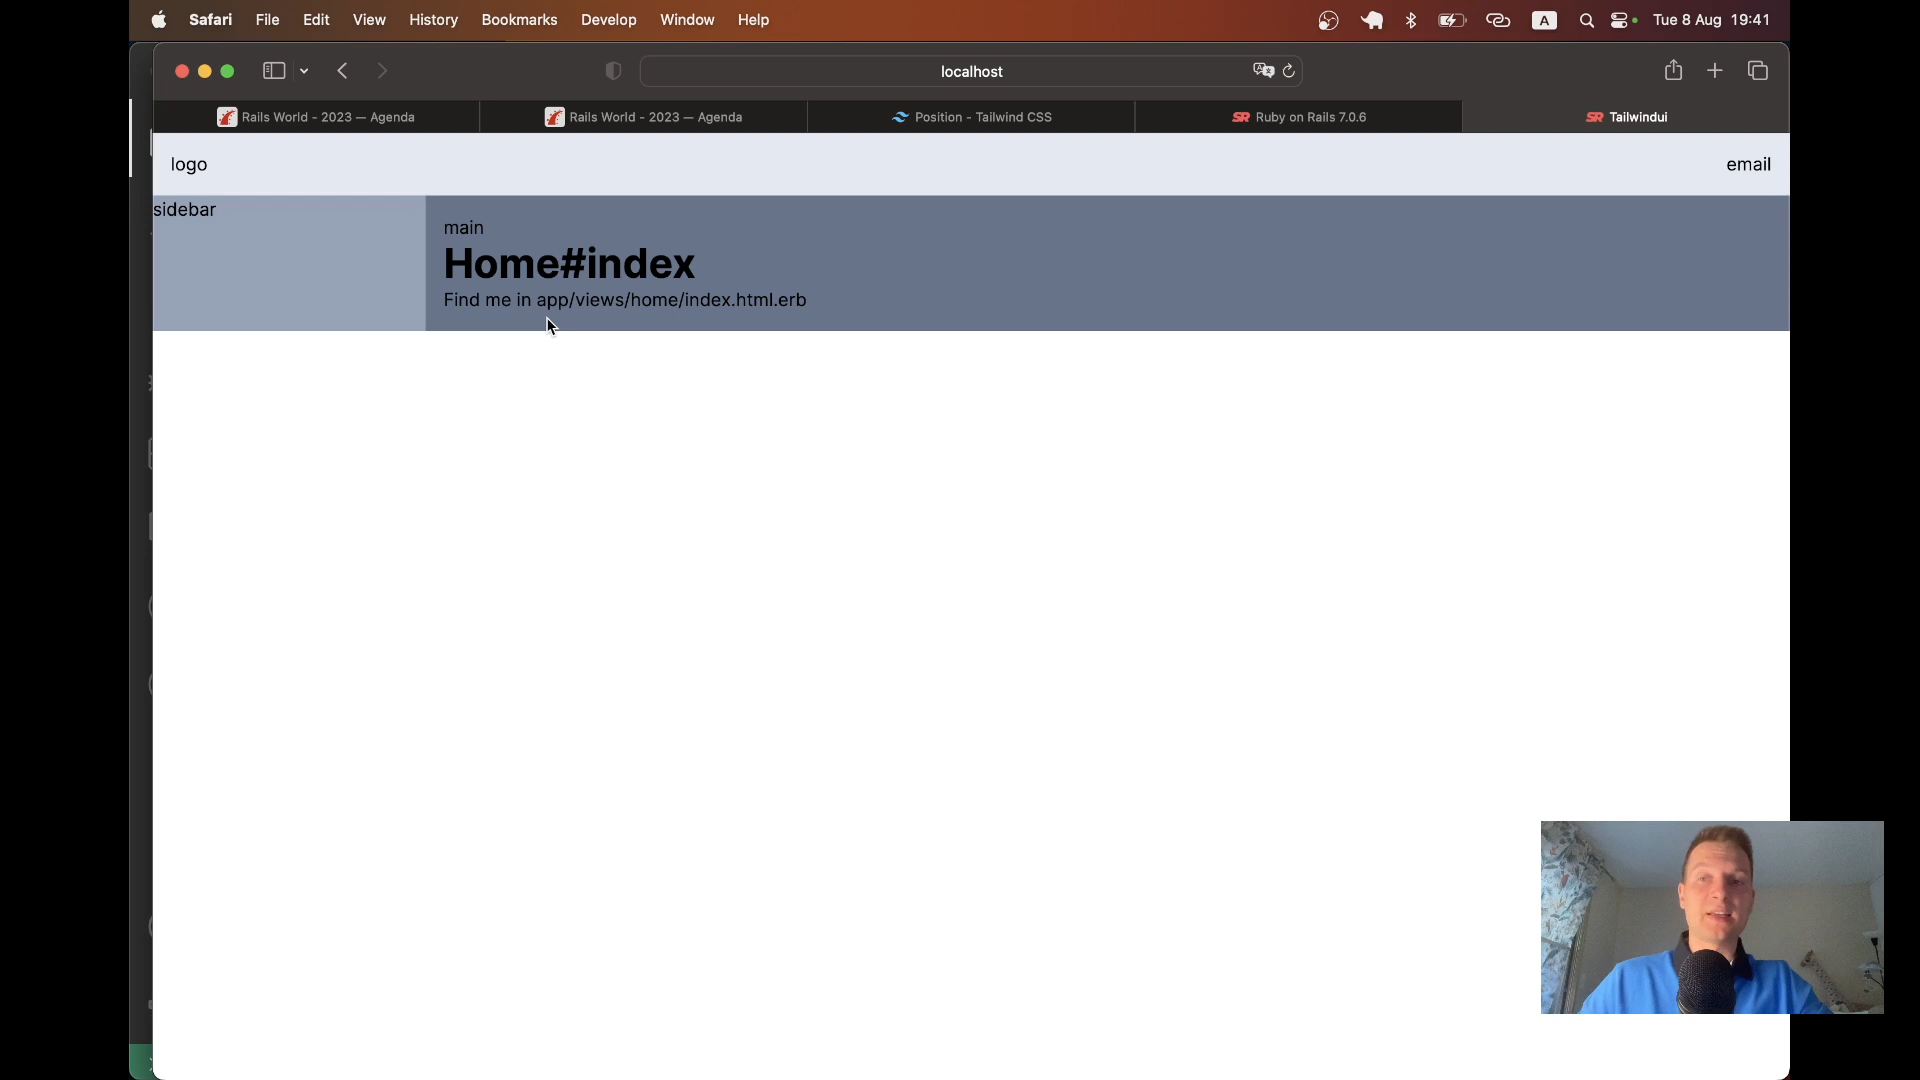 Safari File Edit View History Bookmarks Develop Window Help A Tue 8 Aug 19:41
localhost
Rails World - 2023 — Agenda Rails World - 2023 — Agenda Position - Tailwind CSS SR Ruby on Rails 7.0.6 SR Tailwindui
logo email
sidebar
main
Home#index
Find me in app/views/home/index.html.erb